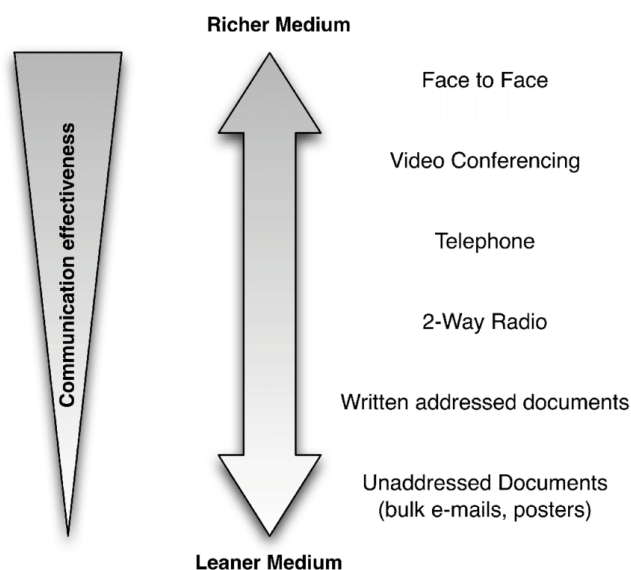 Richer Medium
Communication effectiveness
Face to Face
Video Conferencing
Telephone
2-Way Radio
Written addressed documents
Unaddressed Documents
(bulk e-mails, posters)
Leaner Medium